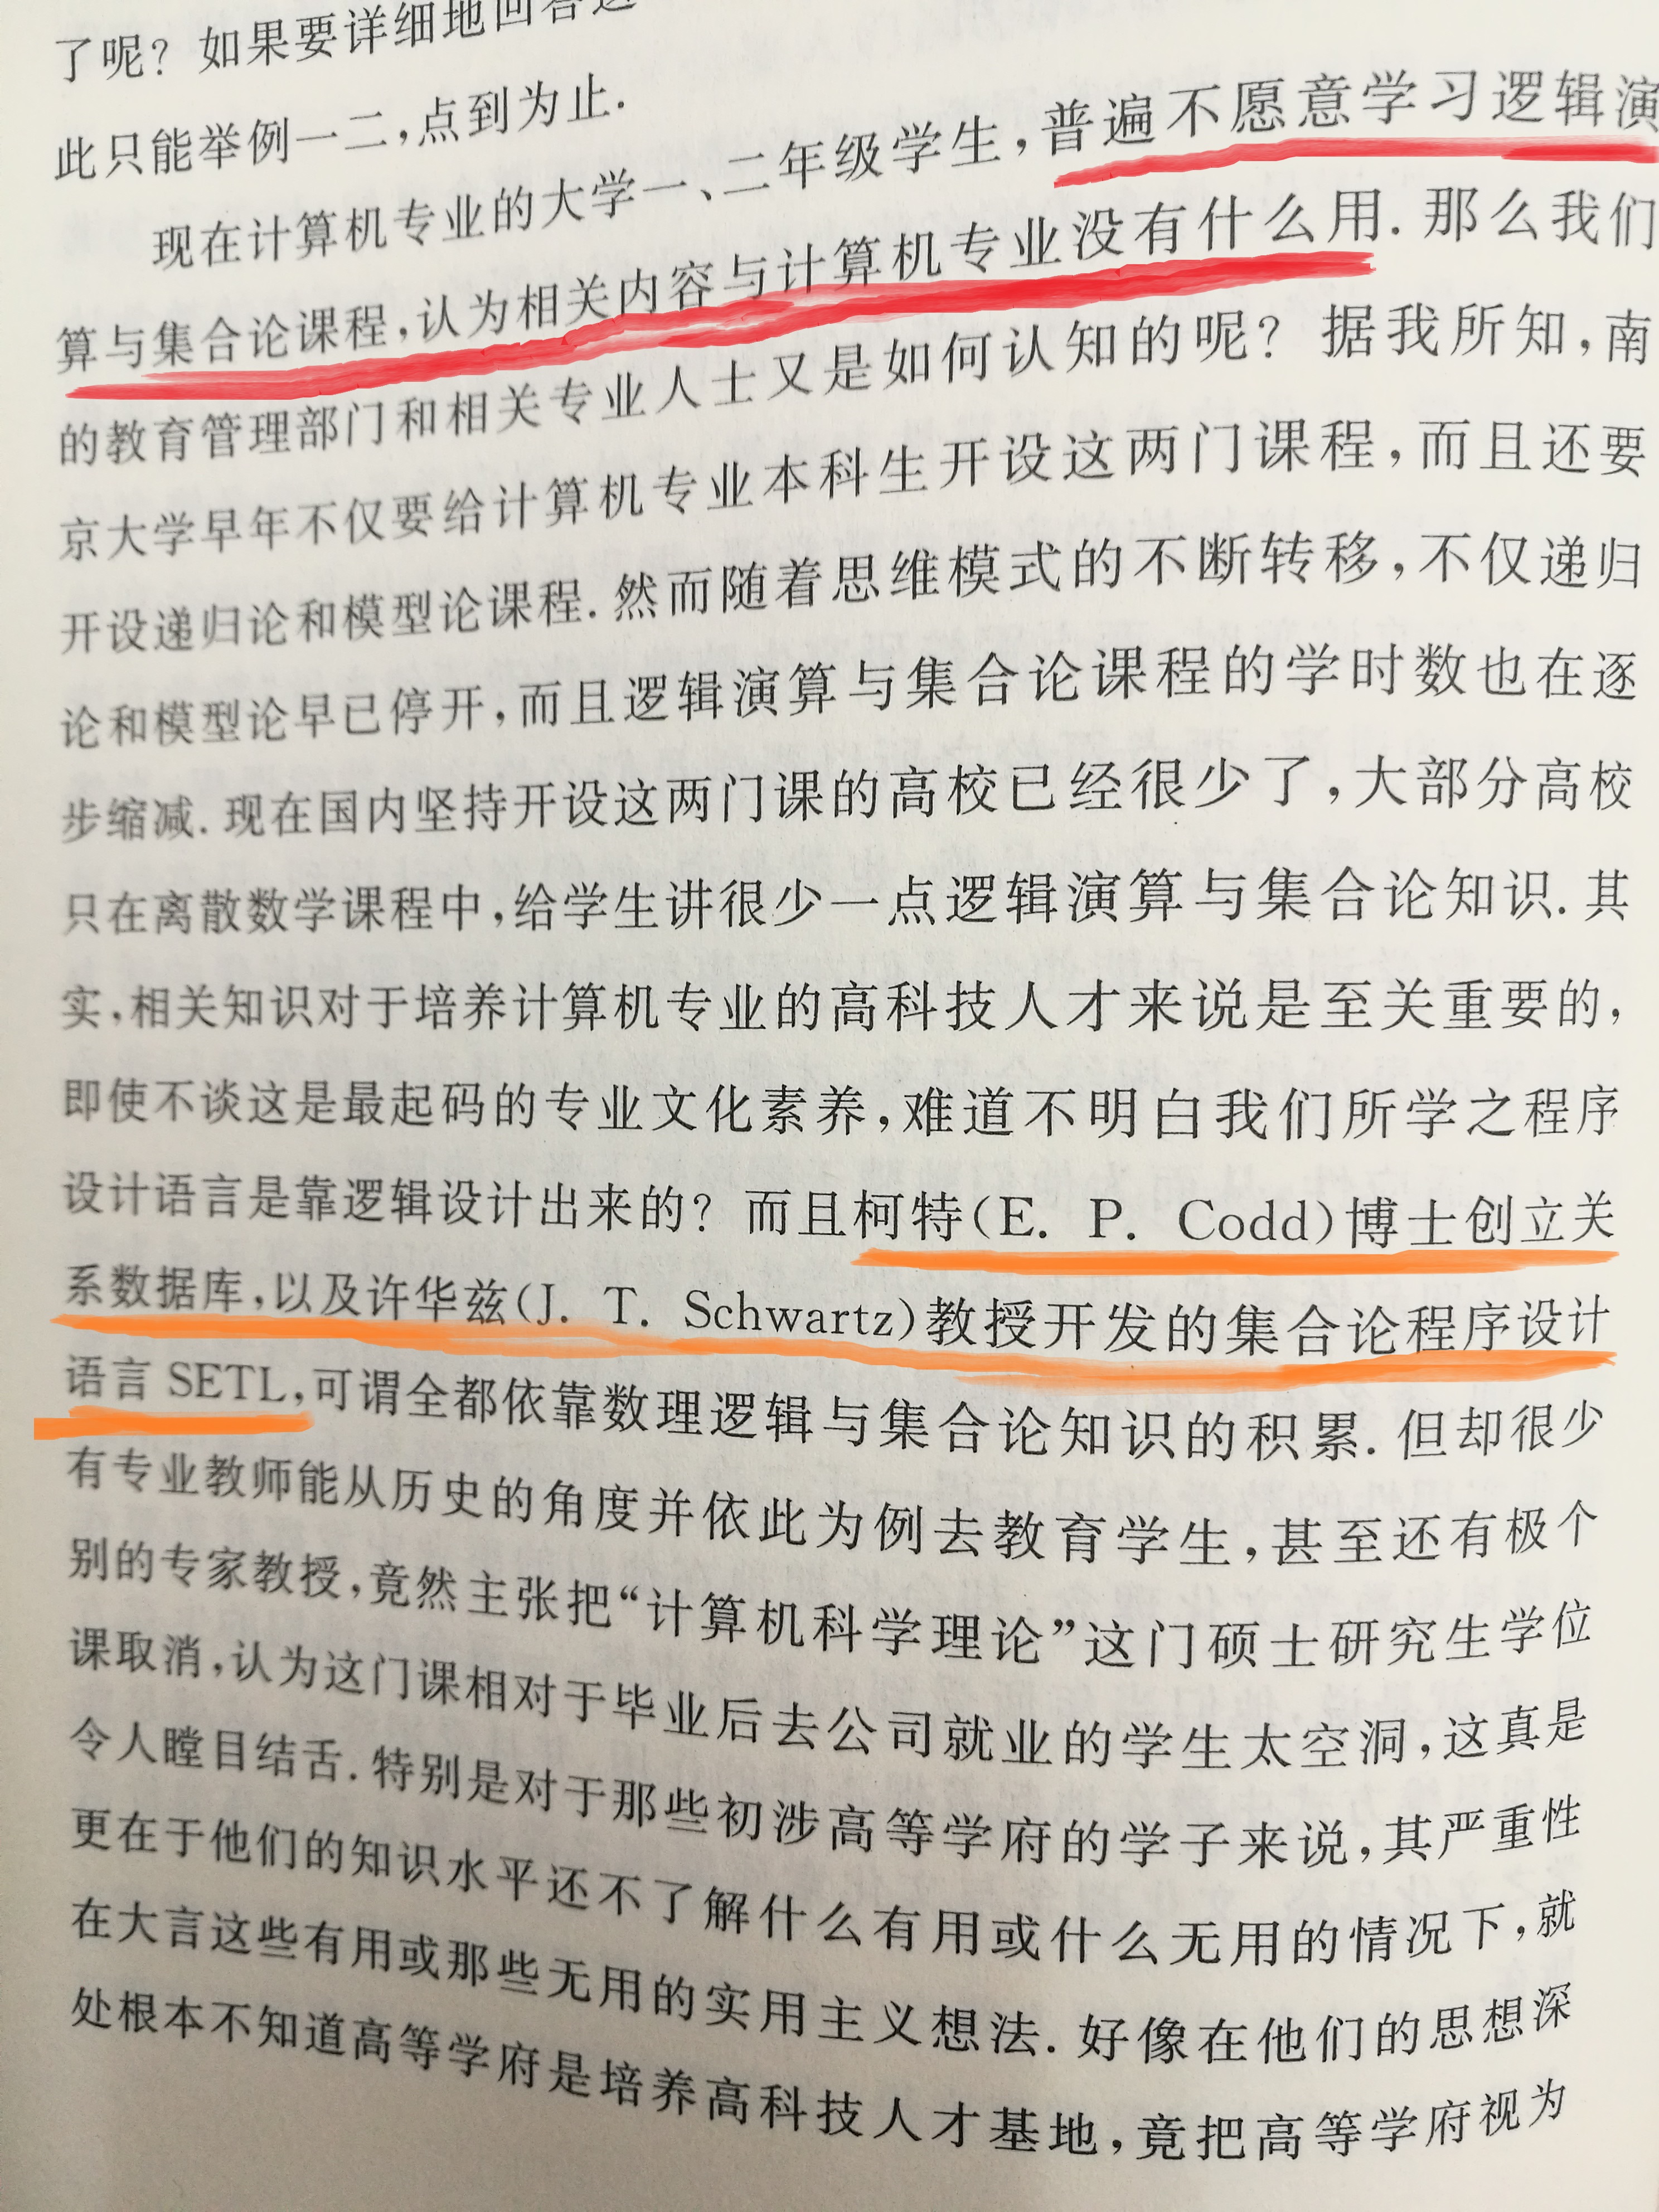 了呢？如果要详细地回答这
此只能举例一二，点到为止．
现在计算机专业的大学一、二年级学生，普遍不愿意学习逻辑演
算与集合论课程，认为相关内容与计算机专业没有什么用．那么我们
的教育管理部门和相关专业人士又是如何认知的呢？据我所知，南
京大学早年不仅要给计算机专业本科生开设这两门课程，而且还要
开设递归论和模型论课程．然而随着思维模式的不断转移，不仅递归
论和模型论早已停开，而且逻辑演算与集合论课程的学时数也在逐
步缩减．现在国内坚持开设这两门课的高校已经很少了，大部分高校
只在离散数学课程中，给学生讲很少一点逻辑演算与集合论知识．其
实，相关知识对于培养计算机专业的高科技人才来说是至关重要的，
即使不谈这是最起码的专业文化素养，难道不明白我们所学之程序
设计语言是靠逻辑设计出来的？而且柯特(E. P. Codd)博士创立关
系数据库，以及许华兹(J. T. Schwartz)教授开发的集合论程序设计
语言 SETL，可谓全都依靠数理逻辑与集合论知识的积累．但却很少
有专业教师能从历史的角度并依此为例去教育学生，甚至还有极个
别的专家教授，竟然主张把“计算机科学理论”这门硕士研究生学位
课取消，认为这门课相对于毕业后去公司就业的学生太空洞，这真是
令人瞠目结舌．特别是对于那些初涉高等学府的学子来说，其严重性
更在于他们的知识水平还不了解什么有用或什么无用的情况下，就
在大言这些有用或那些无用的实用主义想法．好像在他们的思想深
处根本不知道高等学府是培养高科技人才基地，竟把高等学府视为